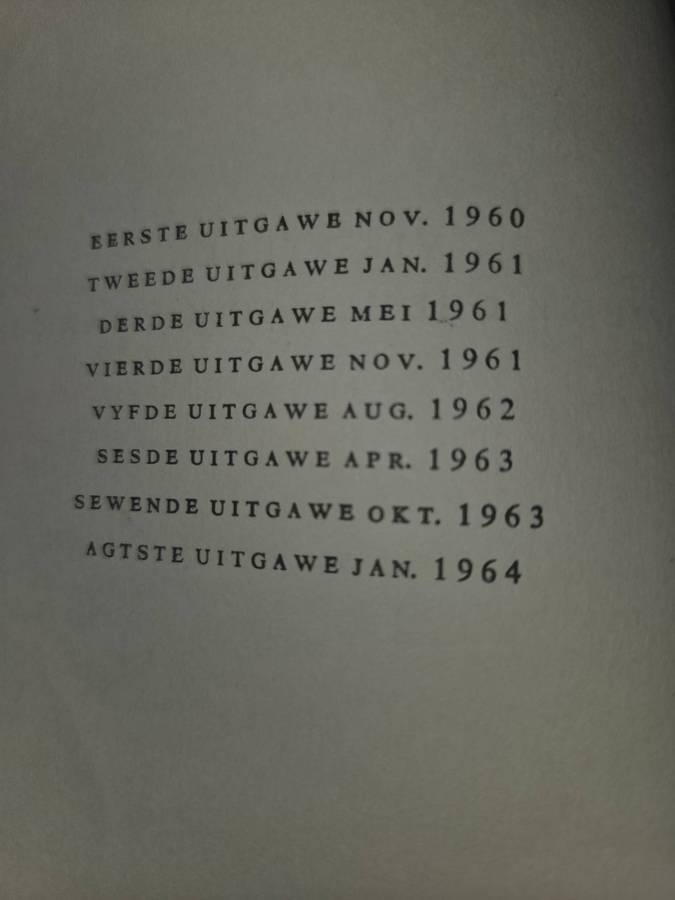 EERSTE UITGAWE NOV. 1960
TWEEDE UITGAWE JAN. 1961
DERDE UITGAWE MEI 1961
VIERDE UITGAWE NOV. 1961
VYFDE UITGAWE AUG. 1962
SESDE UITGAWE APR. 1963
SEWENDE UITGAWE OKT. 1963
AGTSTE UITGAWE JAN. 1964